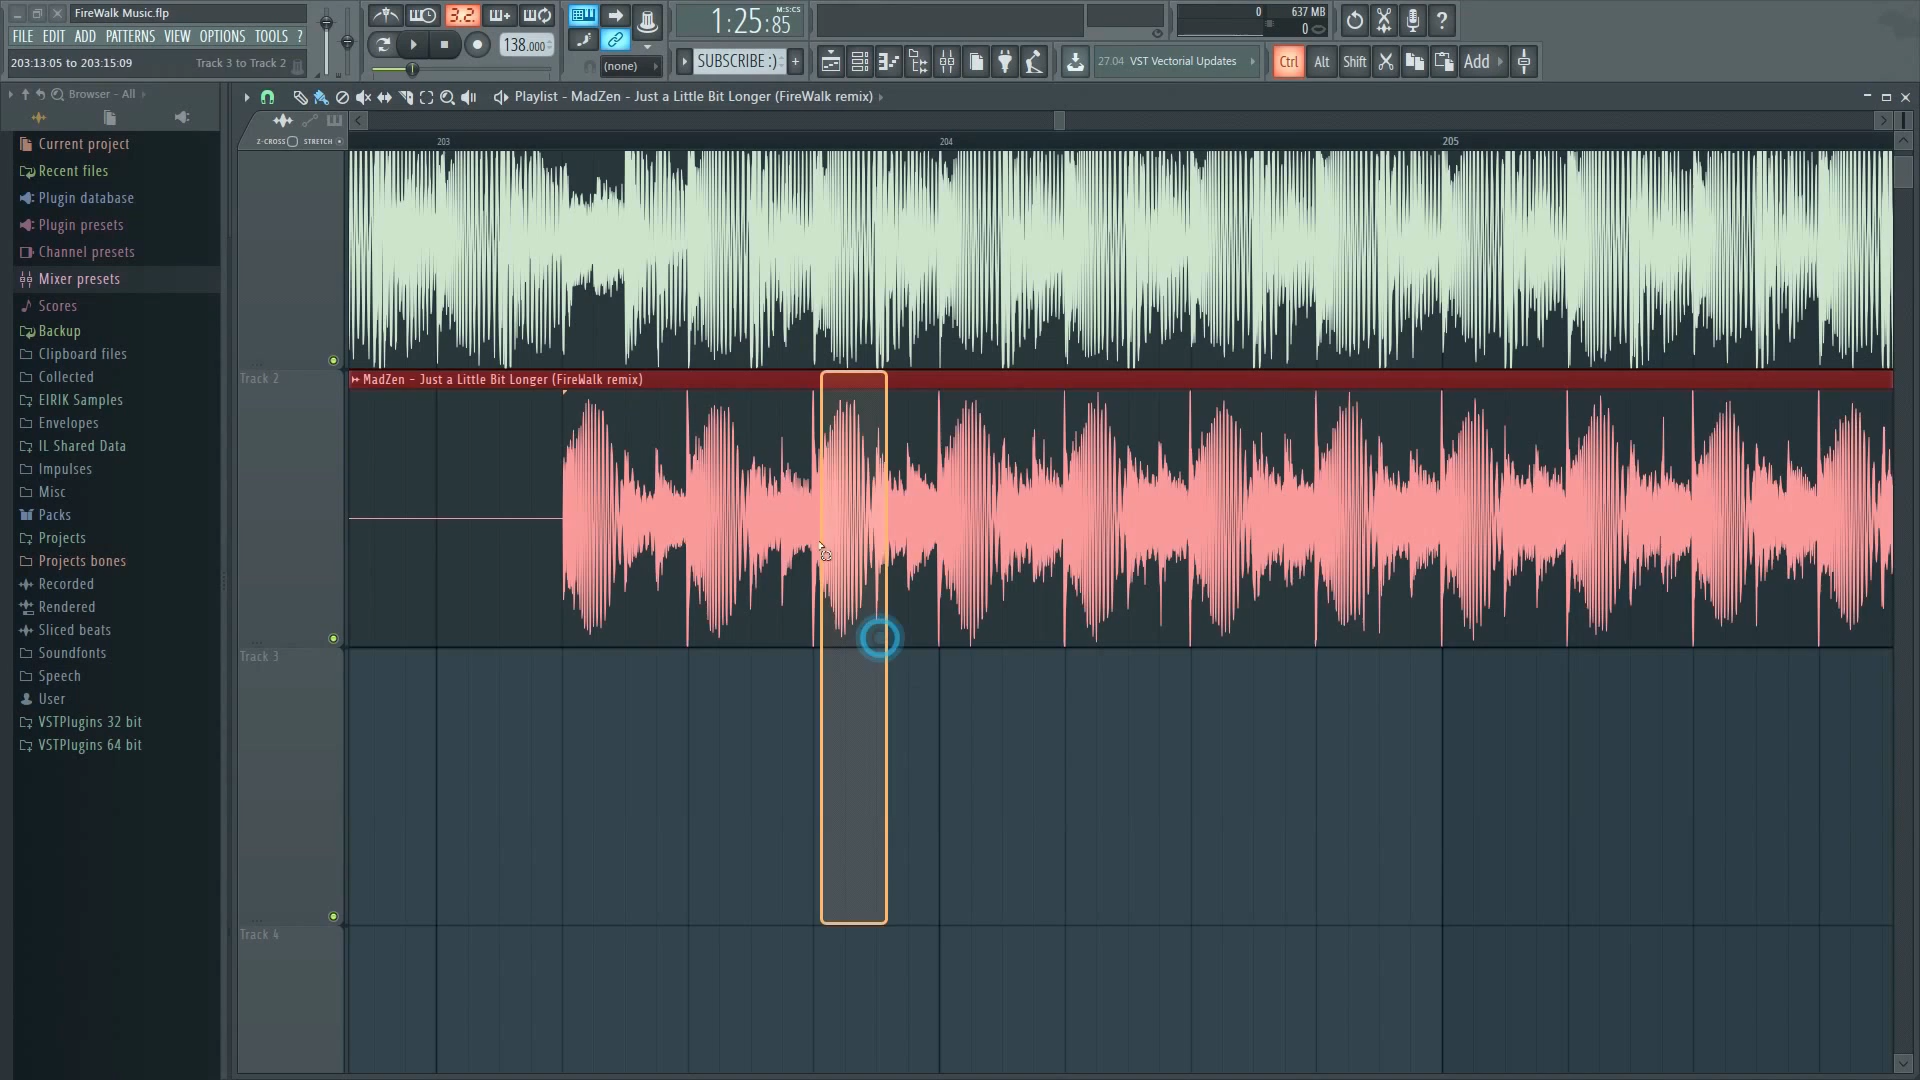 FireWalk Music.flp
FILE EDIT ADD PATTERNS VIEW OPTIONS TOOLS ?
203:13:05 to 203:15:09 Track 3 to Track 2
3.2.
138.000
(none)
1:25:85
M:S:CS
SUBSCRIBE :)
0 637 MB
0
27.04 VST Vectorial Updates
Ctrl Alt Shift Add
Browser - All
Playlist - MadZen - Just a Little Bit Longer (FireWalk remix)
Z-CROSS STRETCH
203 204 205
Current project
Recent files
Plugin database
Plugin presets
Channel presets
Mixer presets
Scores
Backup
Clipboard files
Collected
EIRIK Samples
Envelopes
IL Shared Data
Impulses
Misc
Packs
Projects
Projects bones
Recorded
Rendered
Sliced beats
Soundfonts
Speech
User
VSTPlugins 32 bit
VSTPlugins 64 bit
Track 2
MadZen - Just a Little Bit Longer (FireWalk remix)
Track 3
Track 4